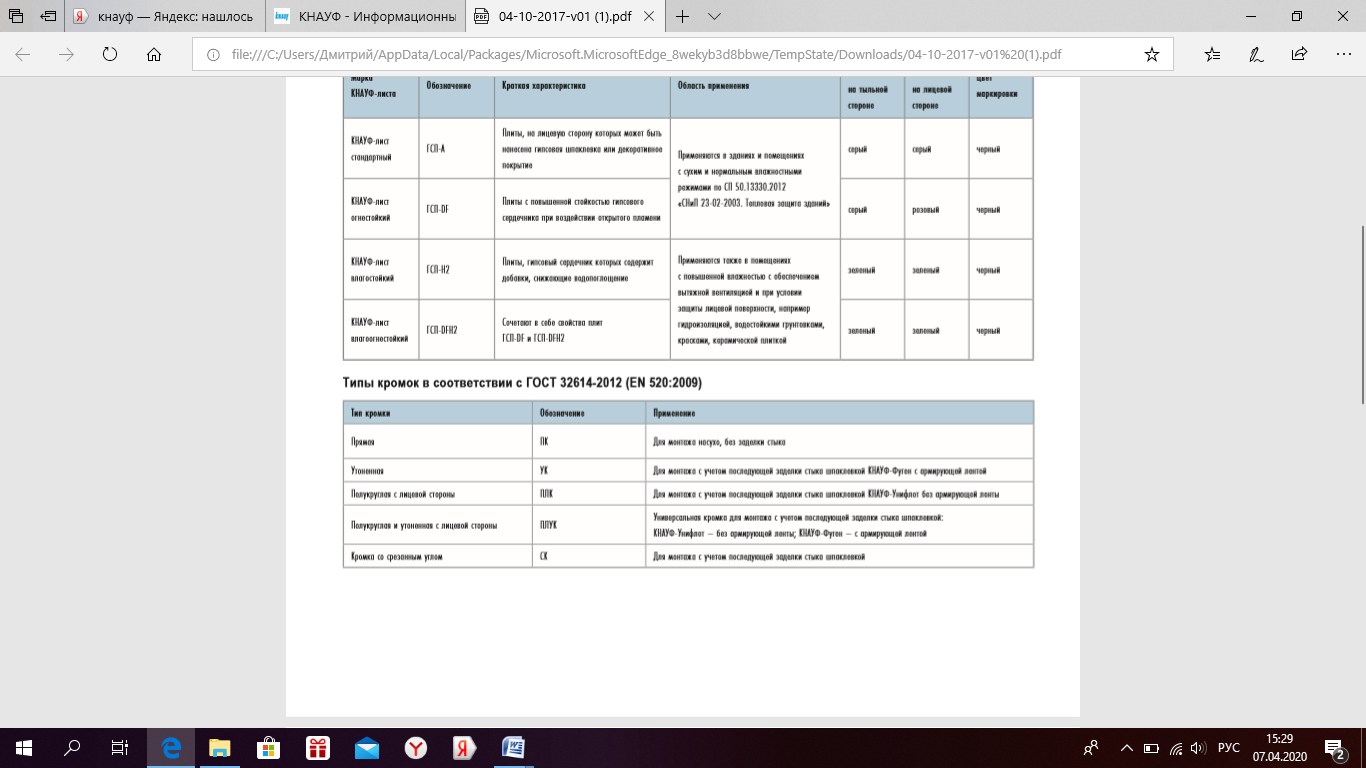 кнауф — Яндекс: нашлось
КНАУФ - Информационны
04-10-2017-v01 (1).pdf
file:///C:/Users/Дмитрий/AppData/Local/Packages/Microsoft.MicrosoftEdge_8wekyb3d8bbwe/TempState/Downloads/04-10-2017-v01%20(1).pdf
марка
КНАУФ-листа
Обозначение
Краткая характеристика
Область применения
на тыльной
стороне
на лицевой
стороне
цвет
маркировки
КНАУФ-лист
стандартный
ГСП-А
Плиты, на лицевую сторону которых может быть
нанесена гипсовая шпаклевка или декоративное
покрытие
Применяются в зданиях и помещениях
с сухим и нормальным влажностными
режимами по СП 50.13330.2012
«СНиП 23-02-2003. Тепловая защита зданий»
серый
серый
черный
КНАУФ-лист
огнестойкий
ГСП-DF
Плиты с повышенной стойкостью гипсового
сердечника при воздействии открытого пламени
серый
розовый
черный
КНАУФ-лист
влагостойкий
ГСП-Н2
Плиты, гипсовый сердечник которых содержит
добавки, снижающие водопоглощение
Применяются также в помещениях
с повышенной влажностью с обеспечением
вытяжной вентиляцией и при условии
защиты лицевой поверхности, например
гидроизоляцией, водостойкими грунтовками,
красками, керамической плиткой
зеленый
зеленый
черный
КНАУФ-лист
влагоогнестойкий
ГСП-DFH2
Сочетают в себе свойства плит
ГСП-DF и ГСП-DFH2
зеленый
зеленый
черный
Типы кромок в соответствии с ГОСТ 32614-2012 (EN 520:2009)
Тип кромки
Обозначение
Применение
Прямая
ПК
Для монтажа насухо, без заделки стыка
Утоненная
УК
Для монтажа с учетом последующей заделки стыка шпаклевкой КНАУФ-Фуген с армирующей лентой
Полукруглая с лицевой стороны
ПЛК
Для монтажа с учетом последующей заделки стыка шпаклевкой КНАУФ-Унифлот без армирующей ленты
Полукруглая и утоненная с лицевой стороны
ПЛУК
Универсальная кромка для монтажа с учетом последующей заделки стыка шпаклевкой:
КНАУФ-Унифлот — без армирующей ленты; КНАУФ-Фуген — с армирующей лентой
Кромка со срезанным углом
СК
Для монтажа с учетом последующей заделки стыка шпаклевкой
РУС
15:29
07.04.2020
2